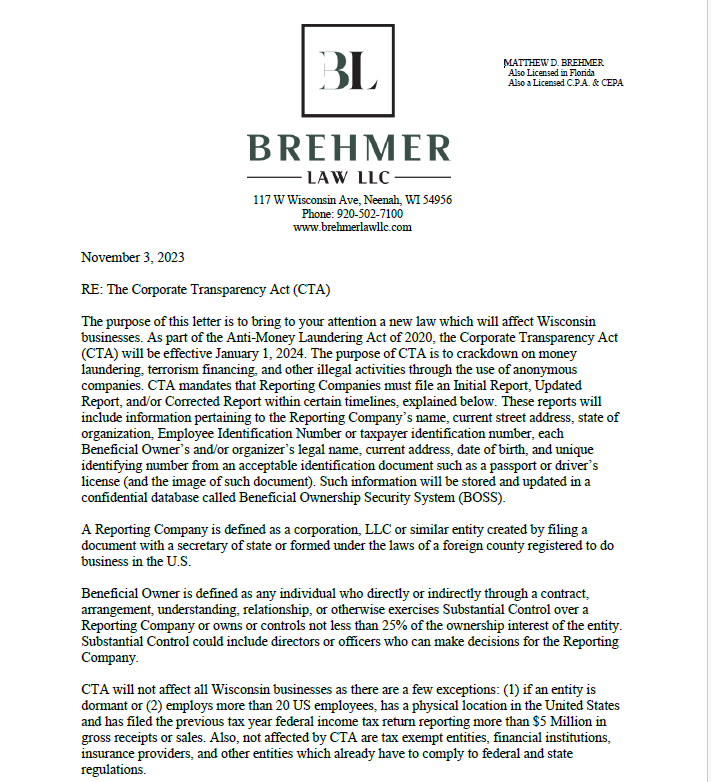 BL
MATTHEW D. BREHMER
Also Licensed in Florida
Also a Licensed C.P.A. & CEPA
BREHMER
LAW LLC
117 W Wisconsin Ave, Neenah, WI 54956
Phone: 920-502-7100
www.brehmerlawllc.com
November 3, 2023
RE: The Corporate Transparency Act (CTA)
The purpose of this letter is to bring to your attention a new law which will affect Wisconsin
businesses. As part of the Anti-Money Laundering Act of 2020, the Corporate Transparency Act
(CTA) will be effective January 1, 2024. The purpose of CTA is to crackdown on money
laundering, terrorism financing, and other illegal activities through the use of anonymous
companies. CTA mandates that Reporting Companies must file an Initial Report, Updated
Report, and/or Corrected Report within certain timelines, explained below. These reports will
include information pertaining to the Reporting Company’s name, current street address, state of
organization, Employee Identification Number or taxpayer identification number, each
Beneficial Owner’s and/or organizer’s legal name, current address, date of birth, and unique
identifying number from an acceptable identification document such as a passport or driver’s
license (and the image of such document). Such information will be stored and updated in a
confidential database called Beneficial Ownership Security System (BOSS).
A Reporting Company is defined as a corporation, LLC or similar entity created by filing a
document with a secretary of state or formed under the laws of a foreign county registered to do
business in the U.S.
Beneficial Owner is defined as any individual who directly or indirectly through a contract,
arrangement, understanding, relationship, or otherwise exercises Substantial Control over a
Reporting Company or owns or controls not less than 25% of the ownership interest of the entity.
Substantial Control could include directors or officers who can make decisions for the Reporting
Company.
CTA will not affect all Wisconsin businesses as there are a few exceptions: (1) if an entity is
dormant or (2) employs more than 20 US employees, has a physical location in the United States
and has filed the previous tax year federal income tax return reporting more than $5 Million in
gross receipts or sales. Also, not affected by CTA are tax exempt entities, financial institutions,
insurance providers, and other entities which already have to comply to federal and state
regulations.